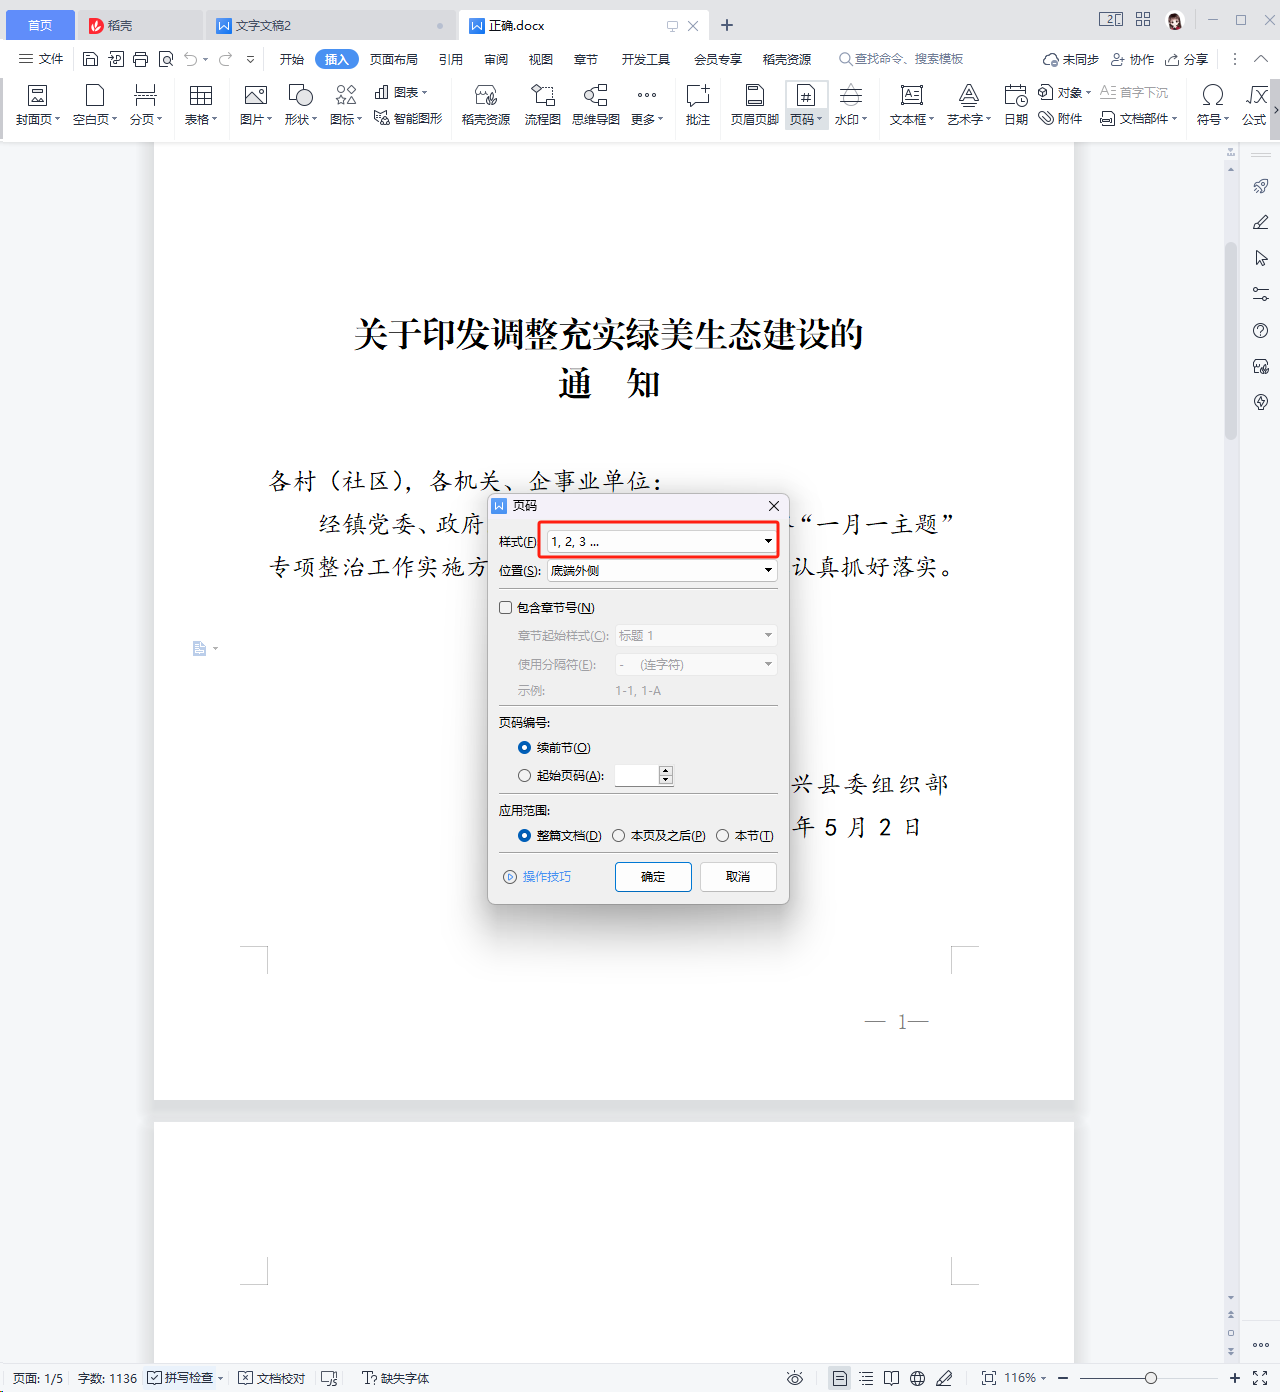 首页 稻壳 文字文稿2 正确.docx
文件 开始 插入 页面布局 引用 审阅 视图 章节 开发工具 会员专享 稻壳资源 查找命令、搜索模板 未同步 协作 分享
封面页 空白页 分页 表格 图片 形状 图标 图表 智能图形 稻壳资源 流程图 思维导图 更多 批注 页眉页脚 页码 水印 文本框 艺术字 日期 对象 附件 首字下沉 文档部件 符号 公式
关于印发调整充实绿美生态建设的
通 知
各村（社区），各机关、企事业单位：
经镇党委、政府
“一月一主题”
专项整治工作实施方
认真抓好落实。
页码
样式(F) 1, 2, 3 ...
位置(S): 底端外侧
包含章节号(N)
章节起始样式(C): 标题 1
使用分隔符(E): - (连字符)
示例: 1-1, 1-A
页码编号:
续前节(O)
起始页码(A):
应用范围:
整篇文档(D) 本页及之后(P) 本节(T)
操作技巧 确定 取消
兴县委组织部
年5月2日
— 1—
页面: 1/5 字数: 1136 拼写检查 文档校对 缺失字体 116%